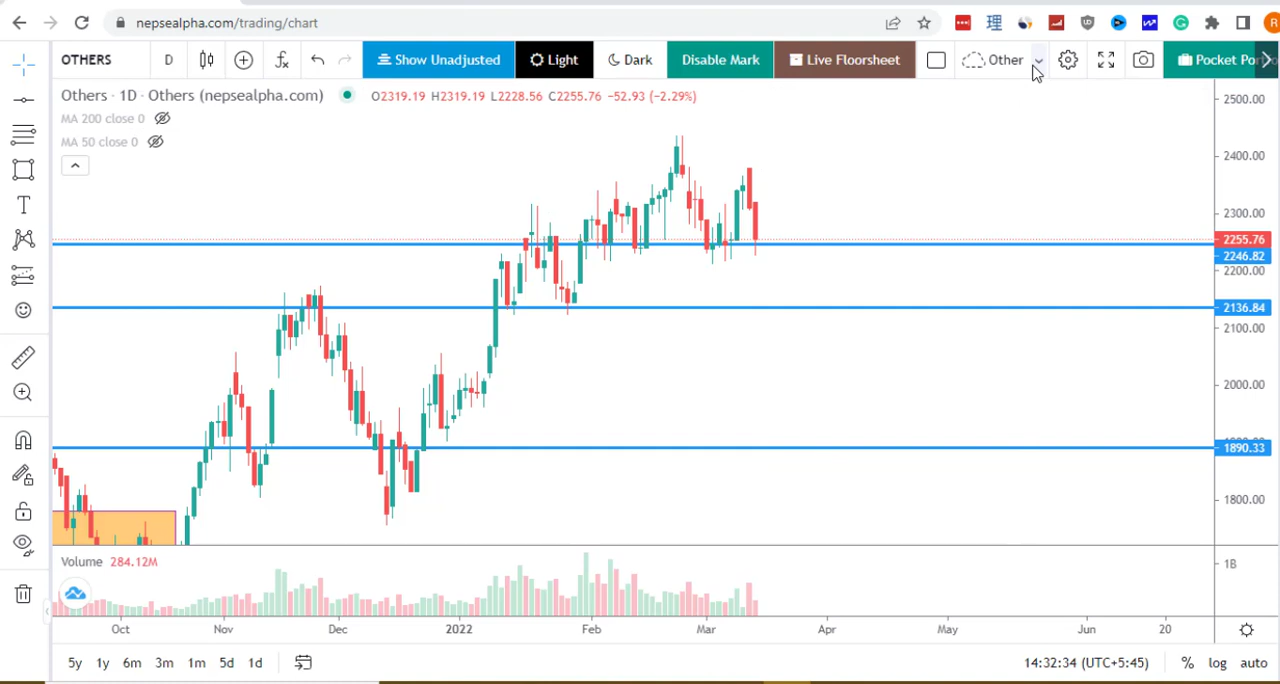 nepsealpha.com/trading/chart
OTHERS D Show Unadjusted Light Dark Disable Mark Live Floorsheet Other Pocket Po
Others · 1D · Others (nepsealpha.com) O2319.19 H2319.19 L2228.56 C2255.76 -52.93 (-2.29%)
MA 200 close 0
MA 50 close 0
2500.00
2400.00
2300.00
2255.76
2246.82
2200.00
2136.84
2100.00
2000.00
1890.33
1800.00
Volume 284.12M
1B
Oct Nov Dec 2022 Feb Mar Apr May Jun 20
5y 1y 6m 3m 1m 5d 1d 14:32:34 (UTC+5:45) % log auto